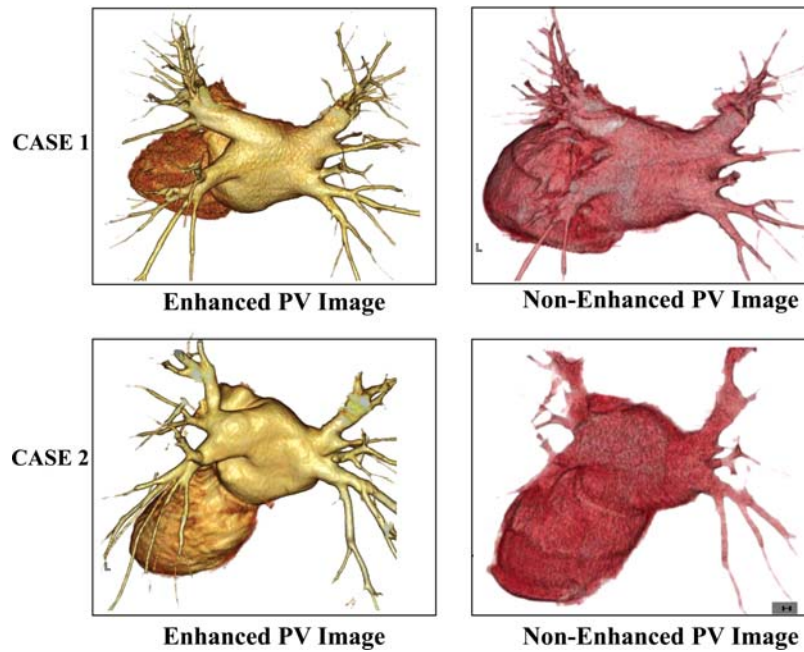 CASE 1
L
Enhanced PV Image
Non-Enhanced PV Image
CASE 2
L
H
Enhanced PV Image
Non-Enhanced PV Image